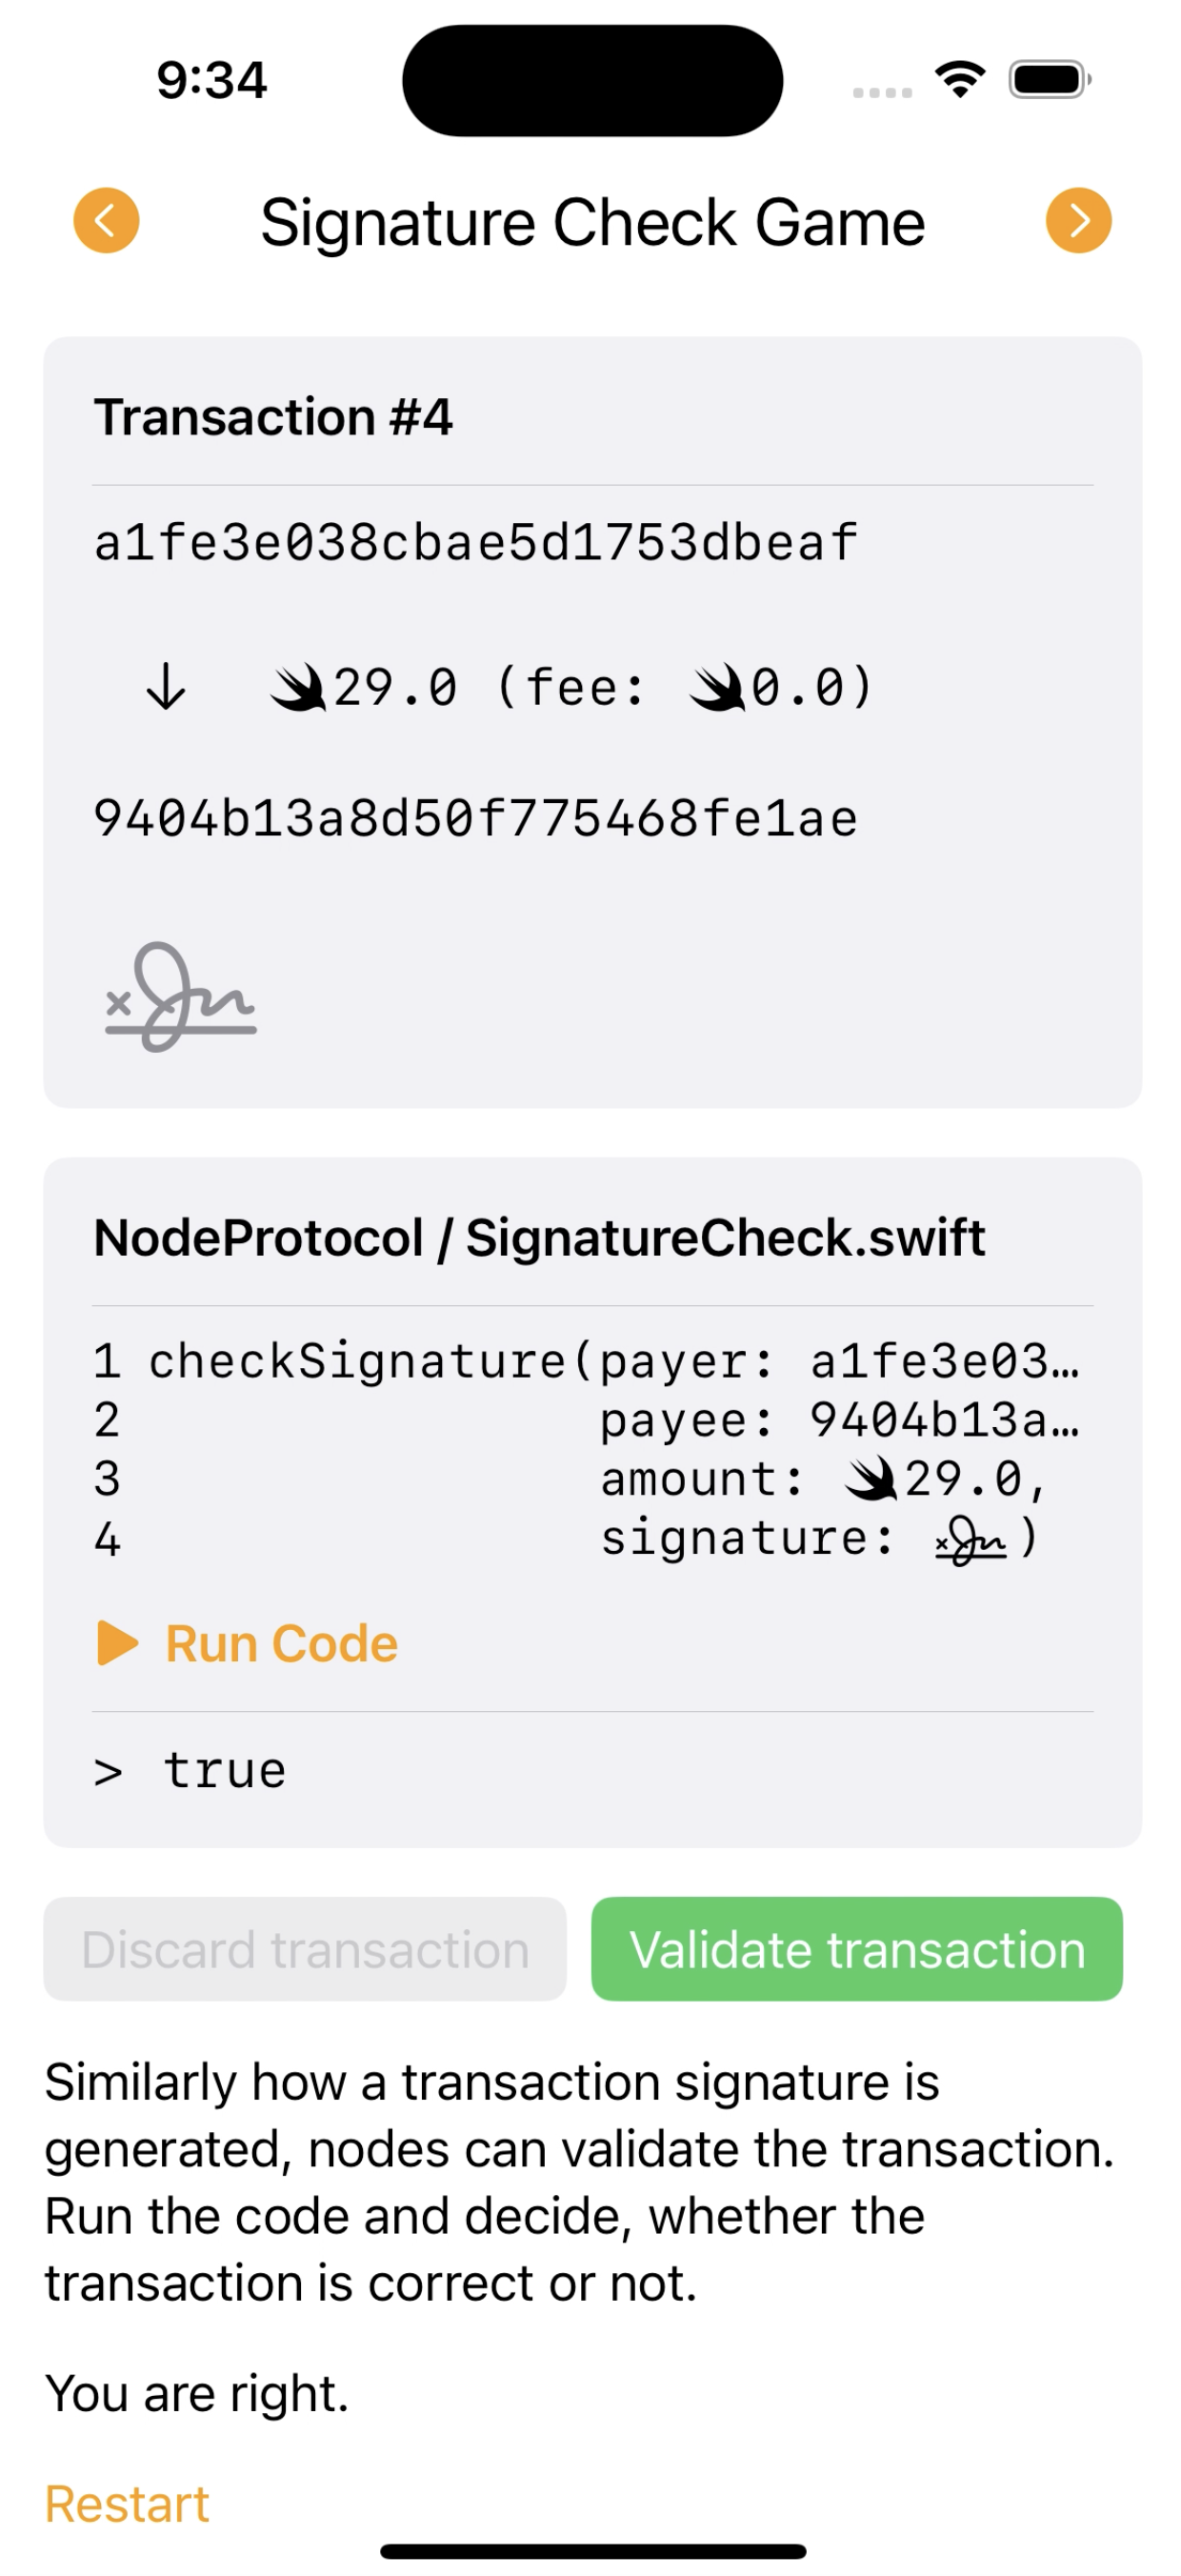 9:34
Signature Check Game
Transaction #4
a1fe3e038cbae5d1753dbeaf
29.0 (fee: 0.0)
9404b13a8d50f775468fe1ae
NodeProtocol / SignatureCheck.swift
1 checkSignature(payer: a1fe3e03…
2 payee: 9404b13a…
3 amount: 29.0,
4 signature: )
Run Code
> true
Discard transaction
Validate transaction
Similarly how a transaction signature is
generated, nodes can validate the transaction.
Run the code and decide, whether the
transaction is correct or not.
You are right.
Restart